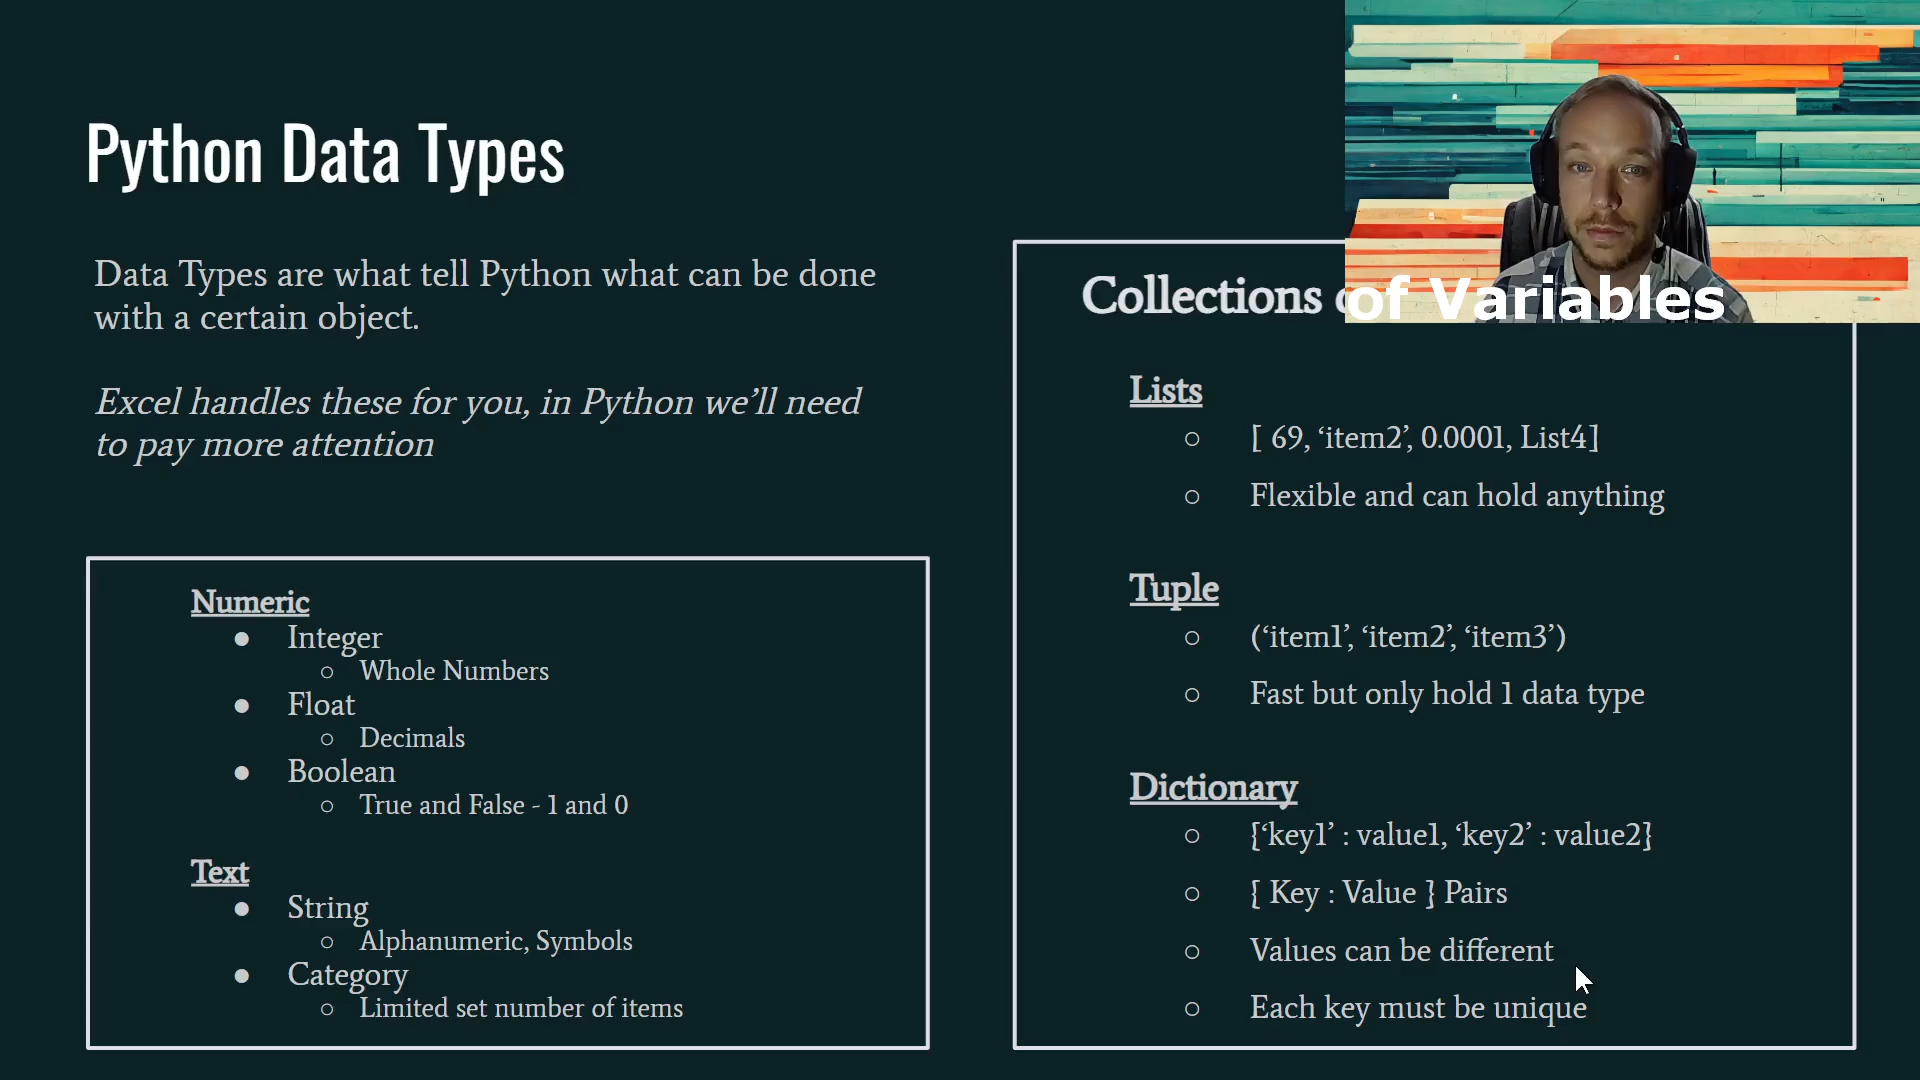 Python Data Types
Data Types are what tell Python what can be done
with a certain object.
Excel handles these for you, in Python we’ll need
to pay more attention
Numeric
● Integer
○ Whole Numbers
● Float
○ Decimals
● Boolean
○ True and False - 1 and 0
Text
● String
○ Alphanumeric, Symbols
● Category
○ Limited set number of items
Collections of Variables
Lists
○ [ 69, ‘item2’, 0.0001, List4]
○ Flexible and can hold anything
Tuple
○ (‘item1’, ‘item2’, ‘item3’)
○ Fast but only hold 1 data type
Dictionary
○ {‘key1’ : value1, ‘key2’ : value2}
○ { Key : Value } Pairs
○ Values can be different
○ Each key must be unique